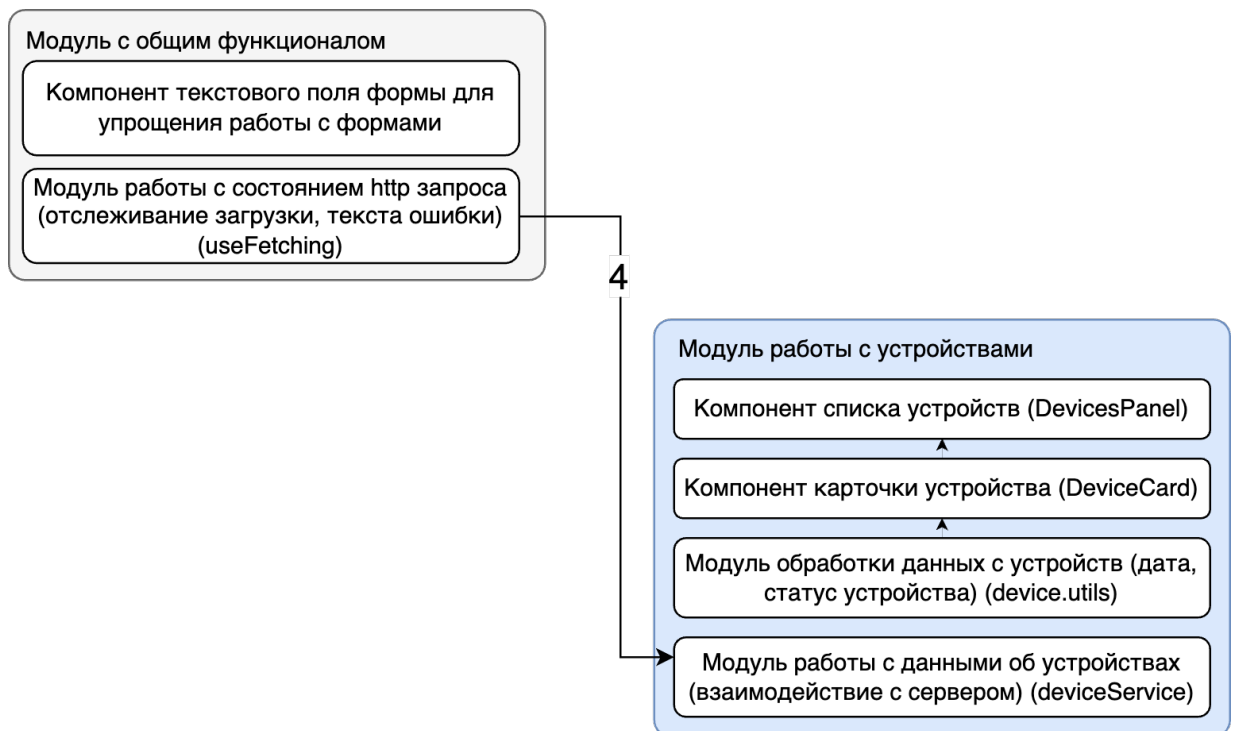 Модуль с общим функционалом
Компонент текстового поля формы для
упрощения работы с формами
Модуль работы с состоянием http запроса
(отслеживание загрузки, текста ошибки)
(useFetching)
4
Модуль работы с устройствами
Компонент списка устройств (DevicesPanel)
Компонент карточки устройства (DeviceCard)
Модуль обработки данных с устройств (дата,
статус устройства) (device.utils)
Модуль работы с данными об устройствах
(взаимодействие с сервером) (deviceService)